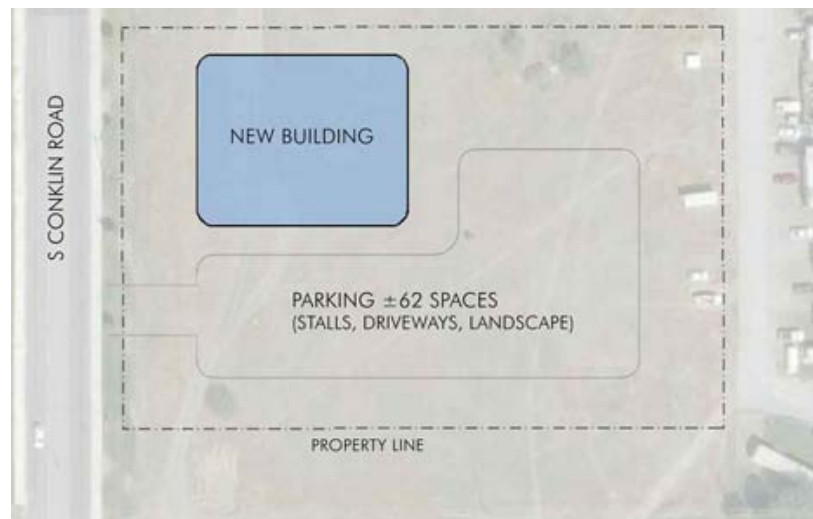 S CONKLIN ROAD
NEW BUILDING
PARKING ±62 SPACES
(STALLS, DRIVEWAYS, LANDSCAPE)
PROPERTY LINE